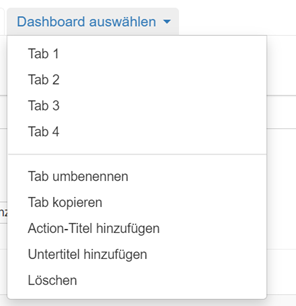 Dashboard auswählen
Tab 1
Tab 2
Tab 3
Tab 4
Tab umbenennen
Tab kopieren
Action-Titel hinzufügen
Untertitel hinzufügen
Löschen